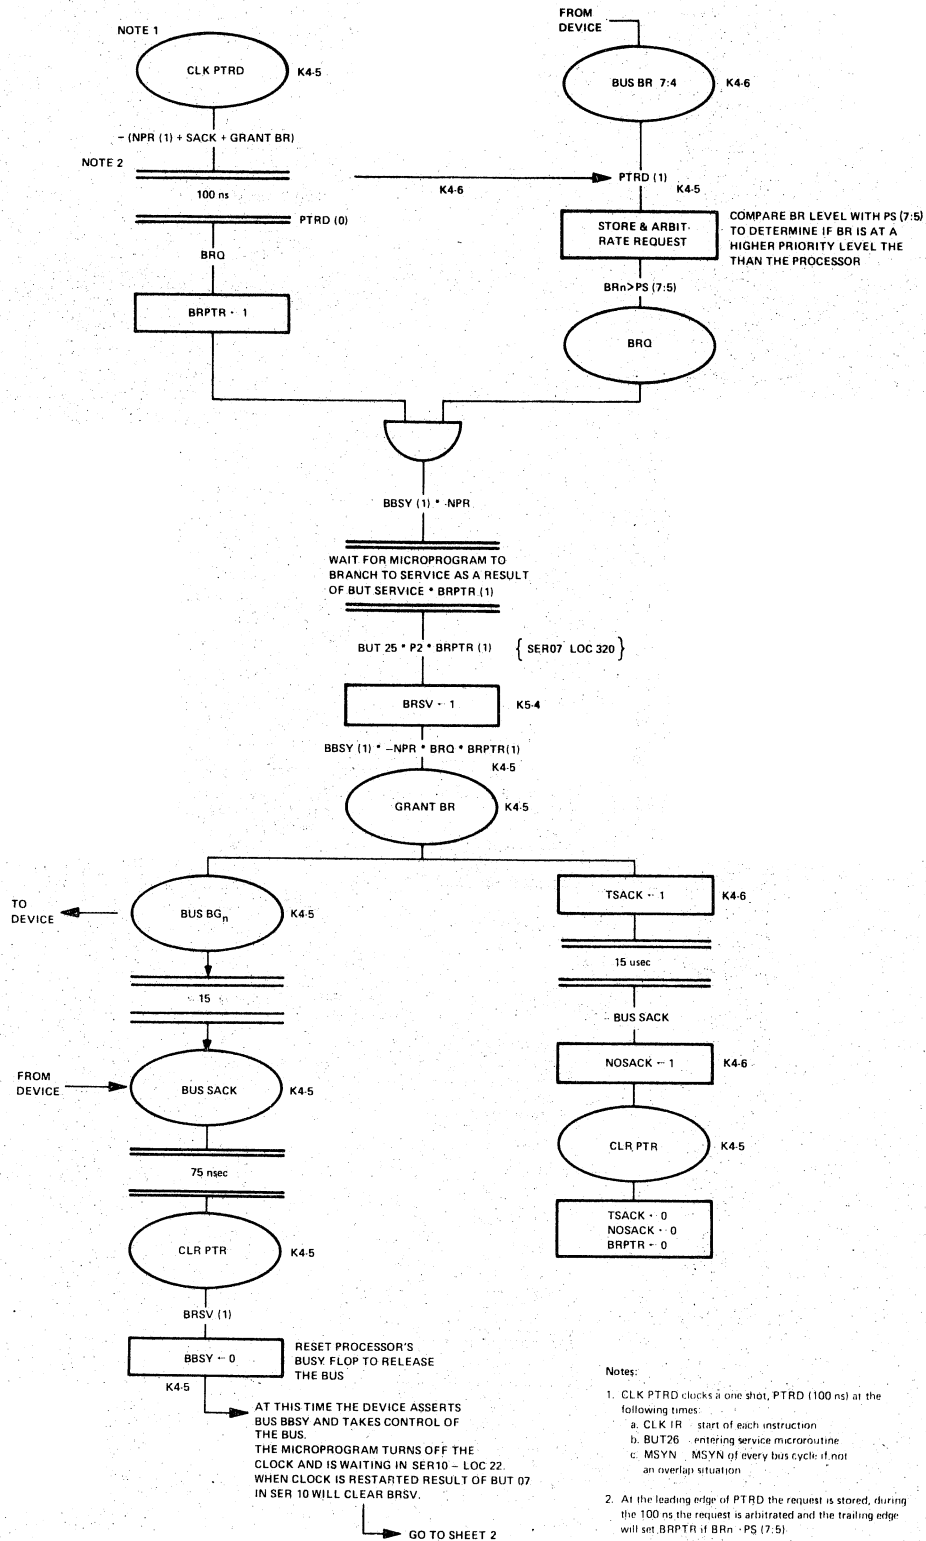 NOTE 1
CLK PTRD
K4-5
- (NPR (1) + SACK + GRANT BR)
NOTE 2
100 ns
PTRD (0)
BRQ
BRPTR ← 1
FROM
DEVICE
BUS BR 7:4
K4-6
K4-6
PTRD (1)
K4-5
STORE & ARBIT-
RATE REQUEST
COMPARE BR LEVEL WITH PS (7:5)
TO DETERMINE IF BR IS AT A
HIGHER PRIORITY LEVEL THE
THAN THE PROCESSOR
BRn>PS (7:5)
BRQ
BBSY (1) * -NPR
WAIT FOR MICROPROGRAM TO
BRANCH TO SERVICE AS A RESULT
OF BUT SERVICE * BRPTR (1)
BUT 25 * P2 * BRPTR (1)
{ SER07 LOC 320 }
BRSV ← 1
K5-4
BBSY (1) * -NPR * BRQ * BRPTR(1)
K4-5
GRANT BR
K4-5
TO
DEVICE
BUS BGn
K4-5
15
FROM
DEVICE
BUS SACK
K4-5
75 nsec
CLR PTR
K4-5
BRSV (1)
BBSY ← 0
K4-5
RESET PROCESSOR'S
BUSY FLOP TO RELEASE
THE BUS
AT THIS TIME THE DEVICE ASSERTS
BUS BBSY AND TAKES CONTROL OF
THE BUS.
THE MICROPROGRAM TURNS OFF THE
CLOCK AND IS WAITING IN SER10 - LOC 22.
WHEN CLOCK IS RESTARTED RESULT OF BUT 07
IN SER 10 WILL CLEAR BRSV.
GO TO SHEET 2
TSACK ← 1
K4-6
15 usec
- BUS SACK
NOSACK ← 1
K4-6
CLR PTR
K4-5
TSACK ← 0
NOSACK ← 0
BRPTR ← 0
Notes:
1. CLK PTRD clocks a one shot, PTRD (100 ns) at the
following times:
a. CLK IR - start of each instruction
b. BUT26 - entering service microroutine
c. MSYN - MSYN of every bus cycle if not
an overlap situation
2. At the leading edge of PTRD the request is stored, during
the 100 ns the request is arbitrated and the trailing edge
will set BRPTR if BRn PS (7:5)